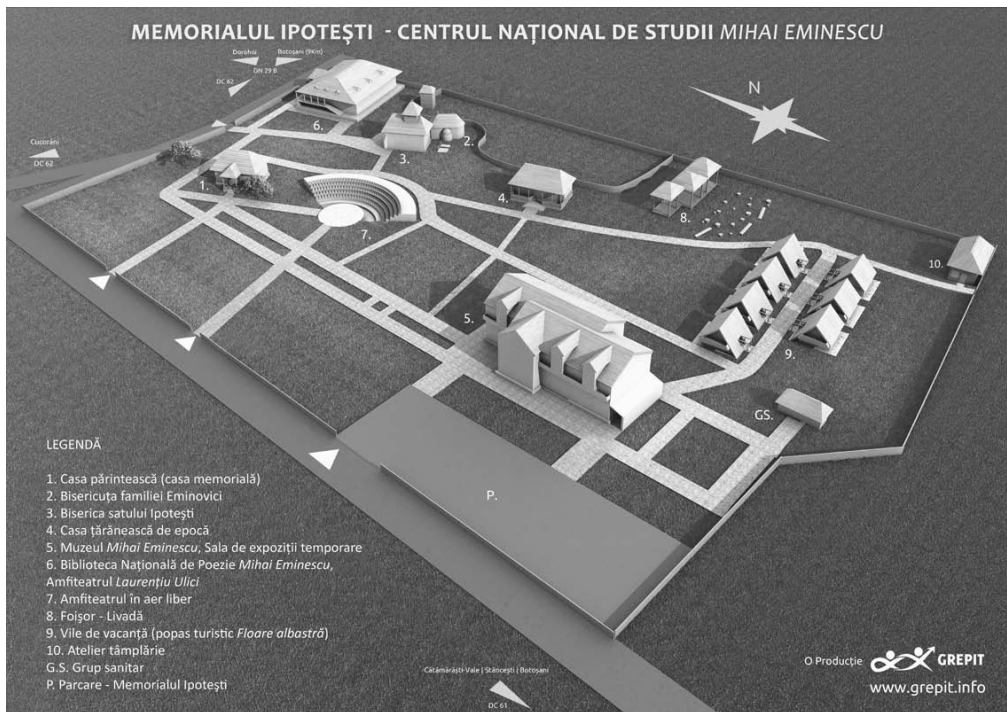 MEMORIALUL IPOTEȘTI - CENTRUL NAȚIONAL DE STUDII MIHAI EMINESCU
Dorohoi
Botoșani (9Km)
DN 29 B
DC 62
Cucorăni
DC 62
N
6.
2.
3.
1.
4.
8.
7.
10.
5.
9.
GS.
P.
LEGENDĂ
1. Casa părintească (casa memorială)
2. Bisericuța familiei Eminovici
3. Biserica satului Ipotești
4. Casa țărănească de epocă
5. Muzeul Mihai Eminescu, Sala de expoziții temporare
6. Biblioteca Națională de Poezie Mihai Eminescu,
Amfiteatrul Laurențiu Ulici
7. Amfiteatrul în aer liber
8. Foișor - Livadă
9. Vile de vacanță (popas turistic Floare albastră)
10. Atelier tâmplărie
G.S. Grup sanitar
P. Parcare - Memorialul Ipotești
Cătămărăști-Vale | Stâncești | Botoșani
DC 61
O Producție GREPIT
www.grepit.info